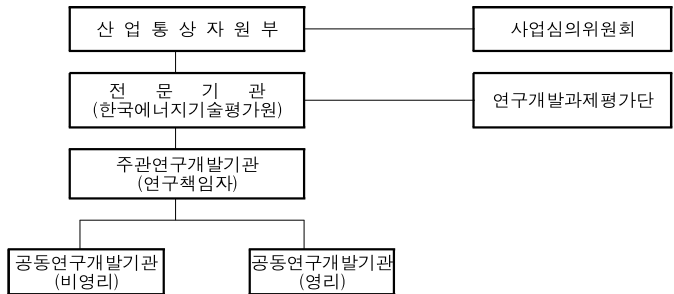 산 업 통 상 자 원 부
사업심의위원회
전 문 기 관
(한국에너지기술평가원)
연구개발과제평가단
주관연구개발기관
(연구책임자)
공동연구개발기관
(비영리)
공동연구개발기관
(영리)